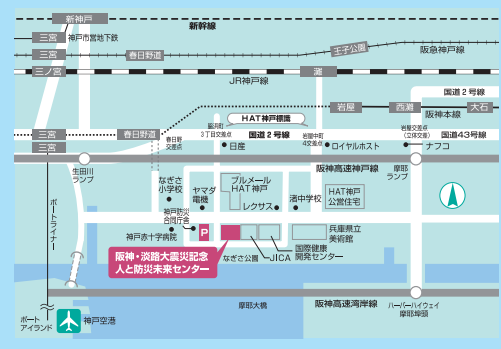 新神戸
新幹線
三宮
神戸市営地下鉄
三宮
春日野道
王子公園
阪急神戸線
三ノ宮
JR神戸線
灘
国道2号線
岩屋
西灘
大石
阪神本線
HAT神戸標識
三宮
春日野道
春日野
交差点
脇浜町
3丁目交差点
国道2号線
岩屋中町
4交差点
岩屋交差点
(立体交差)
国道43号線
三宮
日産
ロイヤルホスト
ナフコ
生田川
ランプ
阪神高速神戸線
摩耶
ランプ
なぎさ
小学校
ヤマダ
電機
ブルメール
HAT神戸
レクサス
渚中学校
HAT神戸
公営住宅
ポートライナー
神戸防災
合同庁舎
神戸赤十字病院
P
兵庫県立
美術館
国際健康
開発センター
JICA
なぎさ公園
阪神・淡路大震災記念
人と防災未来センター
摩耶大橋
阪神高速湾岸線
ハーバーハイウェイ
摩耶埠頭
ポート
アイランド
神戸空港